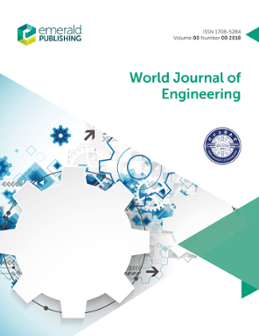 emerald
PUBLISHING
ISSN 1708-5284
Volume 00 Number 00 2018
World Journal of
Engineering